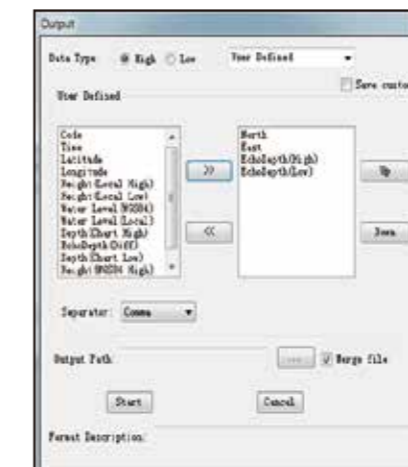 Output
Data Type High Low User Defined
Save custo
User Defined
Code
Time
Latitude
Longitude
Height(Local High)
Height(Local Low)
Water Level(WGS84)
Water Level(Local)
Depth(Chart High)
EchoDepth(Diff)
Depth(Chart Low)
Height(WGS84 High)
>>
<<
North
East
EchoDepth(High)
EchoDepth(Low)
Up
Down
Separator: Comma
Output Path
... Merge file
Start Cancel
Format Description: